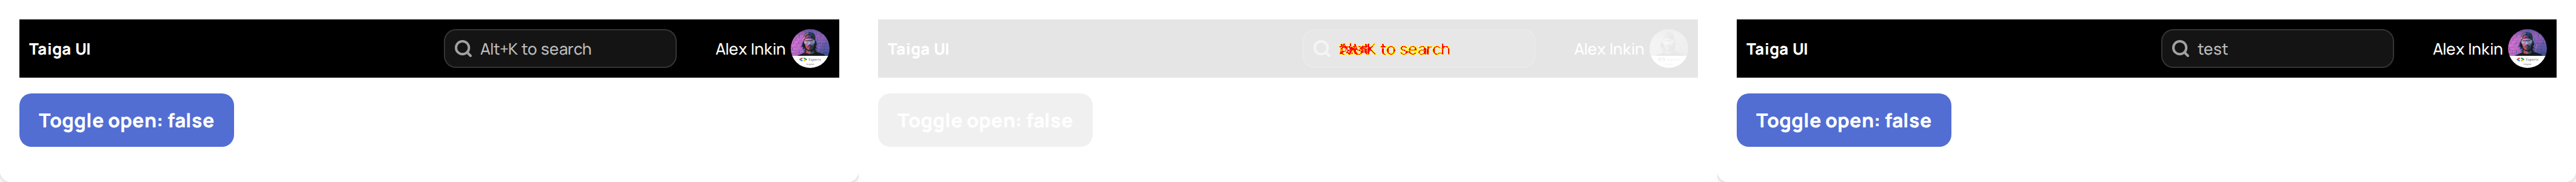 Taiga UI Alt+K to search Alex Inkin
Toggle open: false
Taiga UI to search Alex Inkin
Toggle open: false
Taiga UI test Alex Inkin
Toggle open: false